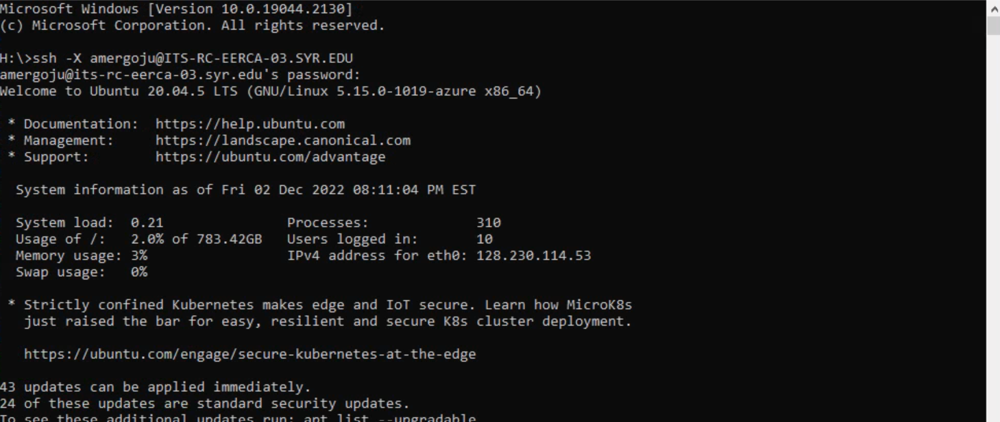 Microsoft Windows [Version 10.0.19044.2130]
(c) Microsoft Corporation. All rights reserved.
H:\>ssh -X amergoju@ITS-RC-EERCA-03.SYR.EDU
amergoju@its-rc-eerca-03.syr.edu's password:
Welcome to Ubuntu 20.04.5 LTS (GNU/Linux 5.15.0-1019-azure x86_64)
* Documentation:  https://help.ubuntu.com
* Management:     https://landscape.canonical.com
* Support:        https://ubuntu.com/advantage
System information as of Fri 02 Dec 2022 08:11:04 PM EST
System load:  0.21               Processes:             310
Usage of /:   2.0% of 783.42GB   Users logged in:       10
Memory usage: 3%                 IPv4 address for eth0: 128.230.114.53
Swap usage:   0%
* Strictly confined Kubernetes makes edge and IoT secure. Learn how MicroK8s
just raised the bar for easy, resilient and secure K8s cluster deployment.
https://ubuntu.com/engage/secure-kubernetes-at-the-edge
43 updates can be applied immediately.
24 of these updates are standard security updates.
To see these additional updates run: apt list --upgradable